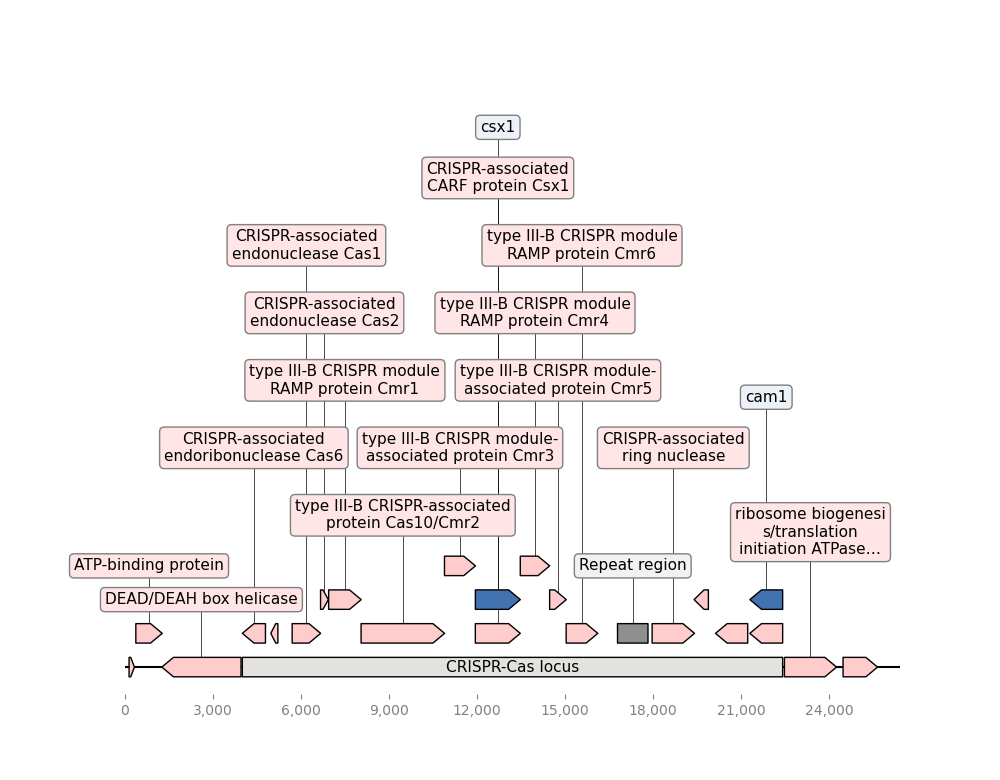 csx1
CRISPR-associated
CARF protein Csx1
CRISPR-associated
endonuclease Cas1
type III-B CRISPR module
RAMP protein Cmr6
CRISPR-associated
endonuclease Cas2
type III-B CRISPR module
RAMP protein Cmr4
type III-B CRISPR module
RAMP protein Cmr1
type III-B CRISPR module-
associated protein Cmr5
cam1
CRISPR-associated
endoribonuclease Cas6
type III-B CRISPR module-
associated protein Cmr3
CRISPR-associated
ring nuclease
type III-B CRISPR-associated
protein Cas10/Cmr2
ribosome biogenesi
s/translation
initiation ATPase...
ATP-binding protein
Repeat region
DEAD/DEAH box helicase
CRISPR-Cas locus
0 3,000 6,000 9,000 12,000 15,000 18,000 21,000 24,000